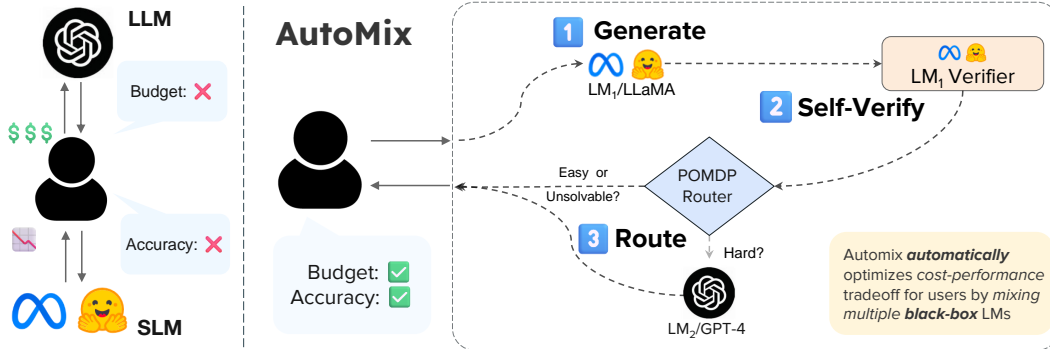 LLM
Budget: ❌
$$$
Accuracy: ❌
SLM
AutoMix
1 Generate
LM1/LLaMA
LM1 Verifier
2 Self-Verify
POMDP
Router
Easy or
Unsolvable?
3 Route
Hard?
LM2/GPT-4
Budget: ✅
Accuracy: ✅
Automix automatically
optimizes cost-performance
tradeoff for users by mixing
multiple black-box LMs